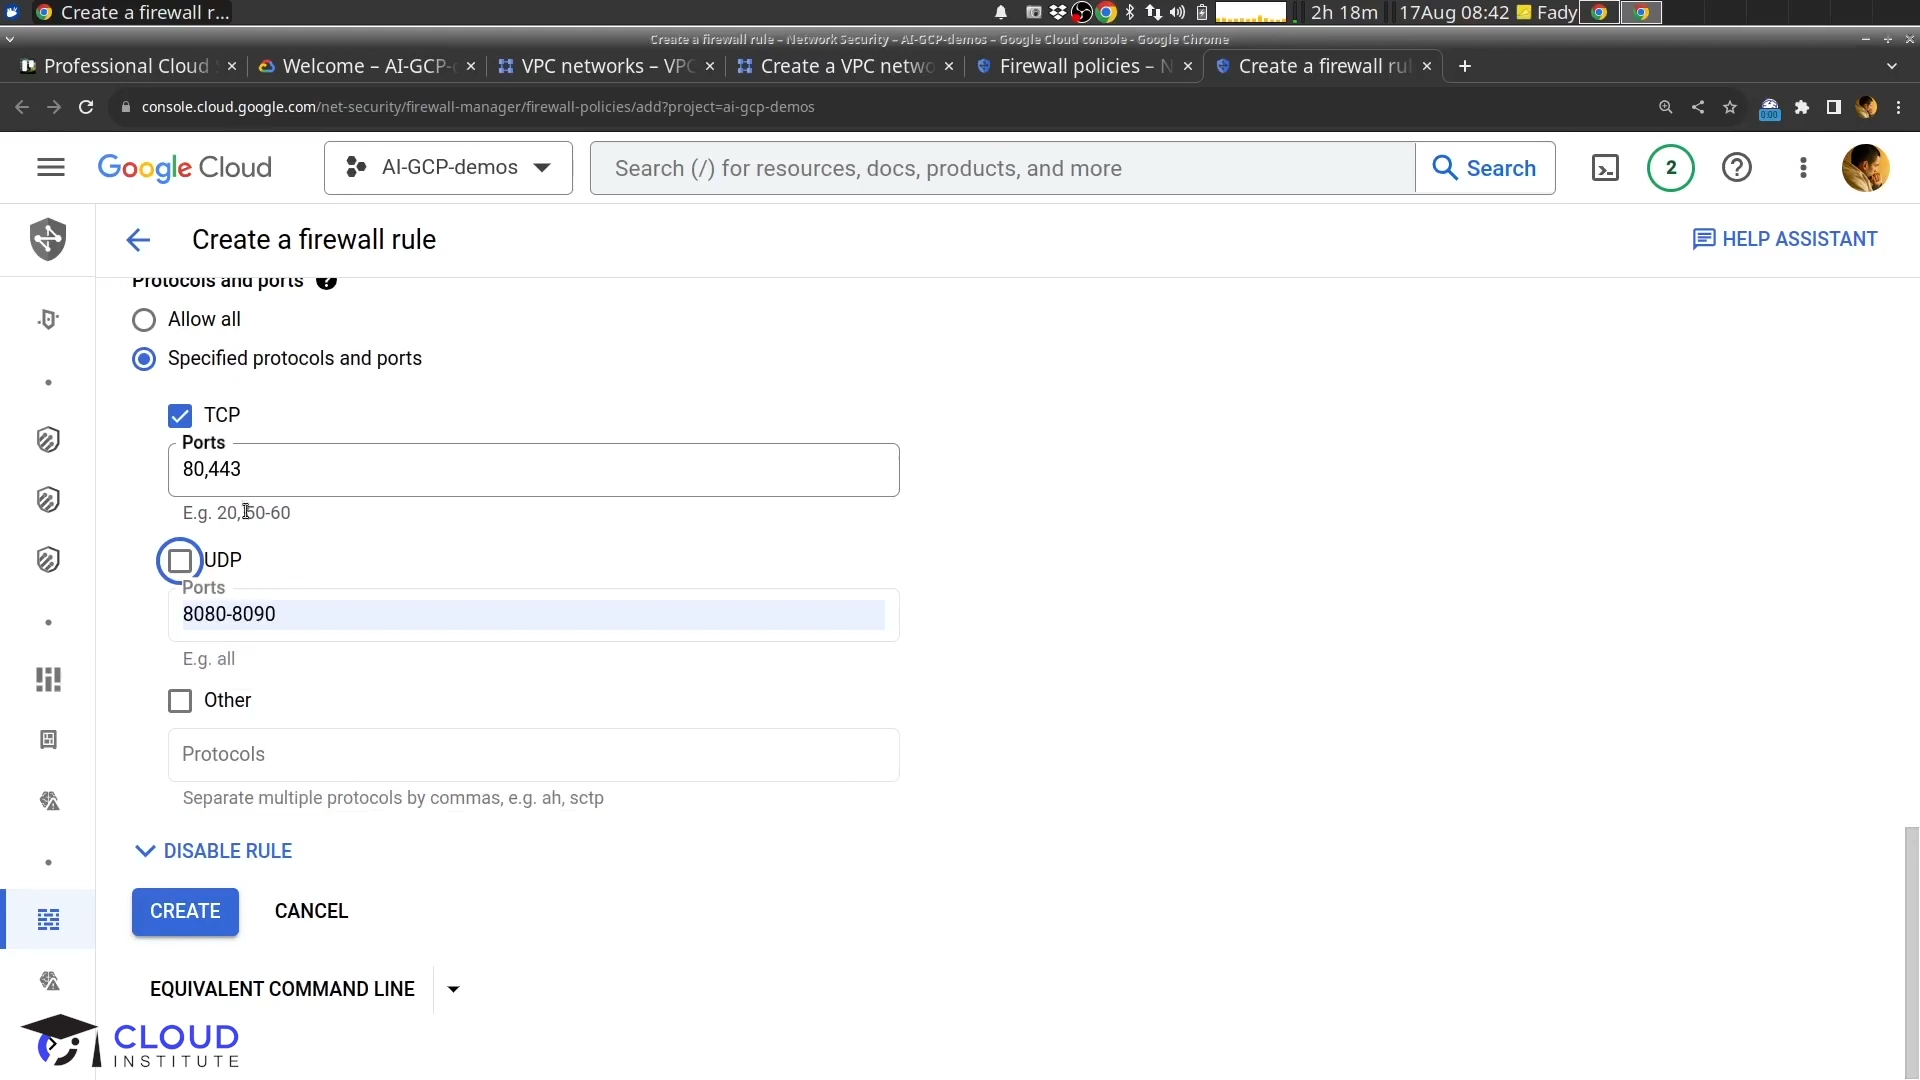 Create a firewall r...
2h 18m
17Aug 08:42
Fady
Create a firewall rule – Network Security – AI-GCP-demos – Google Cloud console - Google Chrome
Professional Cloud
Welcome – AI-GCP-
VPC networks – VPC
Create a VPC netwo
Firewall policies – N
Create a firewall rul
console.cloud.google.com/net-security/firewall-manager/firewall-policies/add?project=ai-gcp-demos
0:00
Google Cloud
AI-GCP-demos
Search (/) for resources, docs, products, and more
Search
2
Create a firewall rule
HELP ASSISTANT
Protocols and ports
Allow all
Specified protocols and ports
TCP
Ports
80,443
E.g. 20, 50-60
UDP
Ports
8080-8090
E.g. all
Other
Protocols
Separate multiple protocols by commas, e.g. ah, sctp
DISABLE RULE
CREATE
CANCEL
EQUIVALENT COMMAND LINE
CLOUD
INSTITUTE